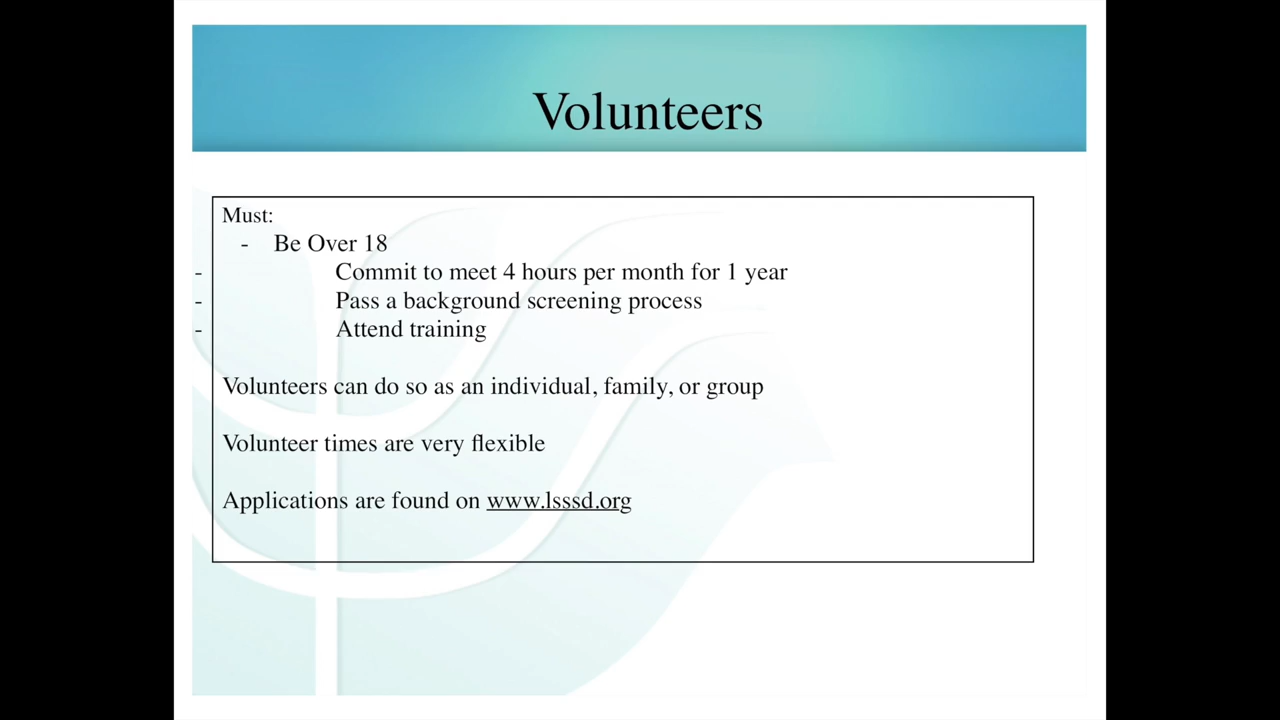 Volunteers
Must:
- Be Over 18
- Commit to meet 4 hours per month for 1 year
- Pass a background screening process
- Attend training
Volunteers can do so as an individual, family, or group
Volunteer times are very flexible
Applications are found on www.lsssd.org